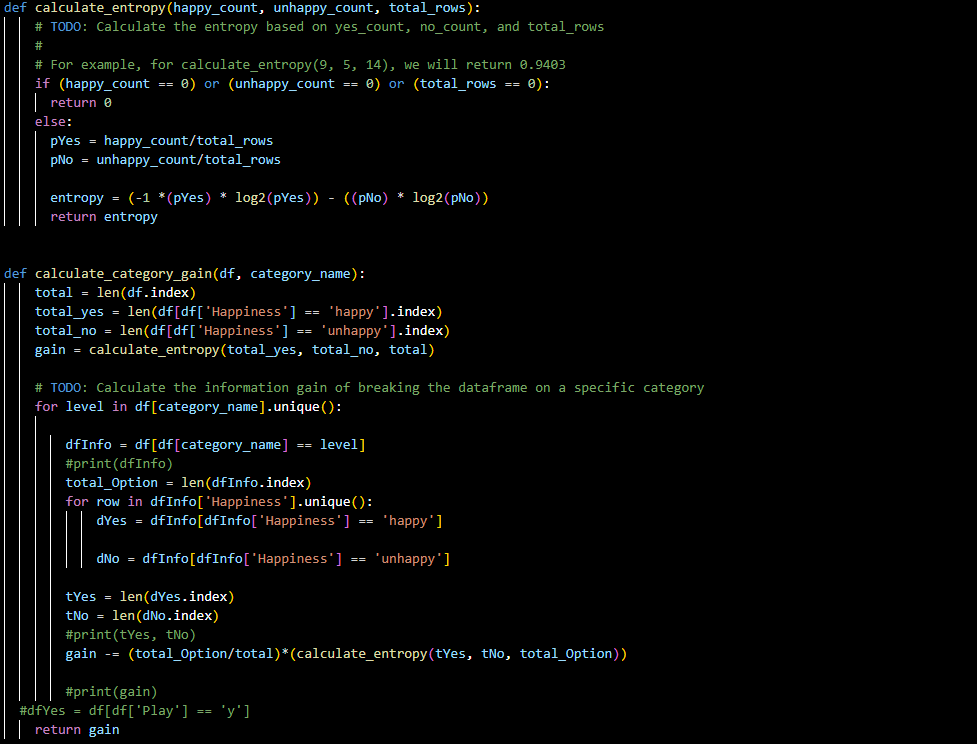 def calculate_entropy(happy_count, unhappy_count, total_rows):
    # TODO: Calculate the entropy based on yes_count, no_count, and total_rows
    #
    # For example, for calculate_entropy(9, 5, 14), we will return 0.9403
    if (happy_count == 0) or (unhappy_count == 0) or (total_rows == 0):
      return 0
    else:
      pYes = happy_count/total_rows
      pNo = unhappy_count/total_rows

      entropy = (-1 *(pYes) * log2(pYes)) - ((pNo) * log2(pNo))
      return entropy


def calculate_category_gain(df, category_name):
    total = len(df.index)
    total_yes = len(df[df['Happiness'] == 'happy'].index)
    total_no = len(df[df['Happiness'] == 'unhappy'].index)
    gain = calculate_entropy(total_yes, total_no, total)

    # TODO: Calculate the information gain of breaking the dataframe on a specific category
    for level in df[category_name].unique():

        dfInfo = df[df[category_name] == level]
        #print(dfInfo)
        total_Option = len(dfInfo.index)
        for row in dfInfo['Happiness'].unique():
            dYes = dfInfo[dfInfo['Happiness'] == 'happy']

            dNo = dfInfo[dfInfo['Happiness'] == 'unhappy']

        tYes = len(dYes.index)
        tNo = len(dNo.index)
        #print(tYes, tNo)
        gain -= (total_Option/total)*(calculate_entropy(tYes, tNo, total_Option))

        #print(gain)
  #dfYes = df[df['Play'] == 'y']
    return gain